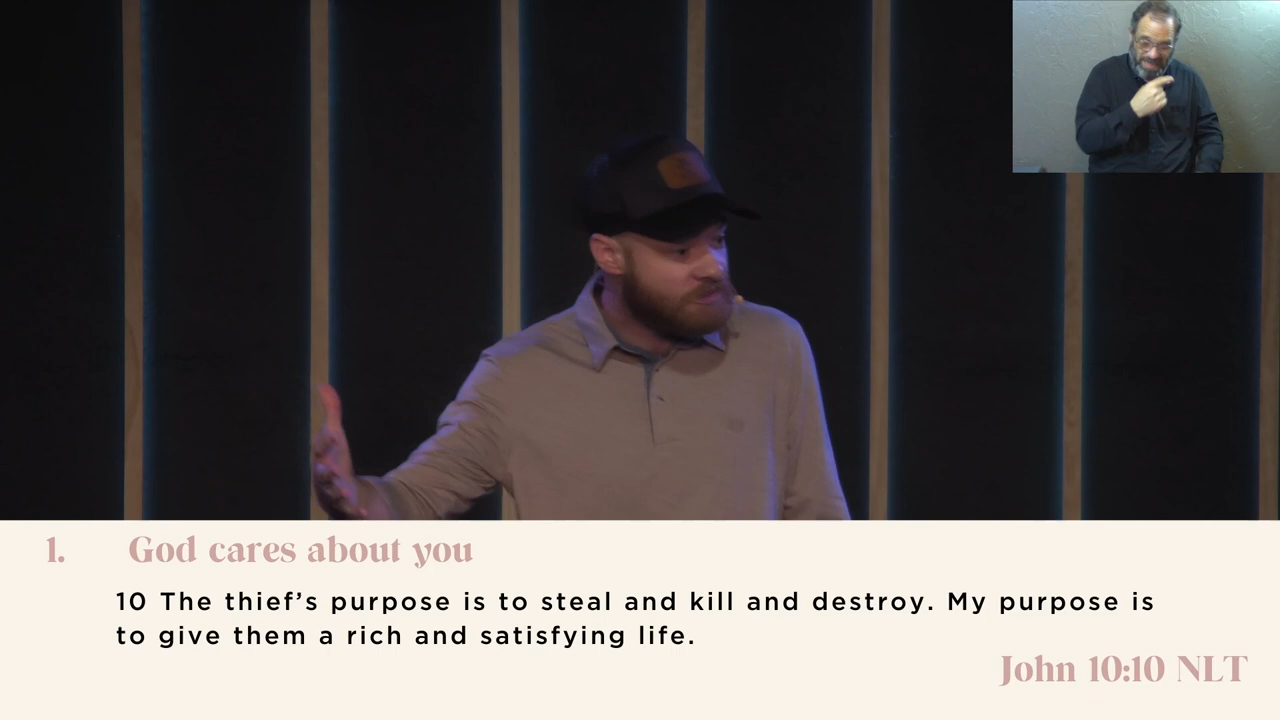 1. God cares about you
10 The thief’s purpose is to steal and kill and destroy. My purpose is
to give them a rich and satisfying life.
John 10:10 NLT